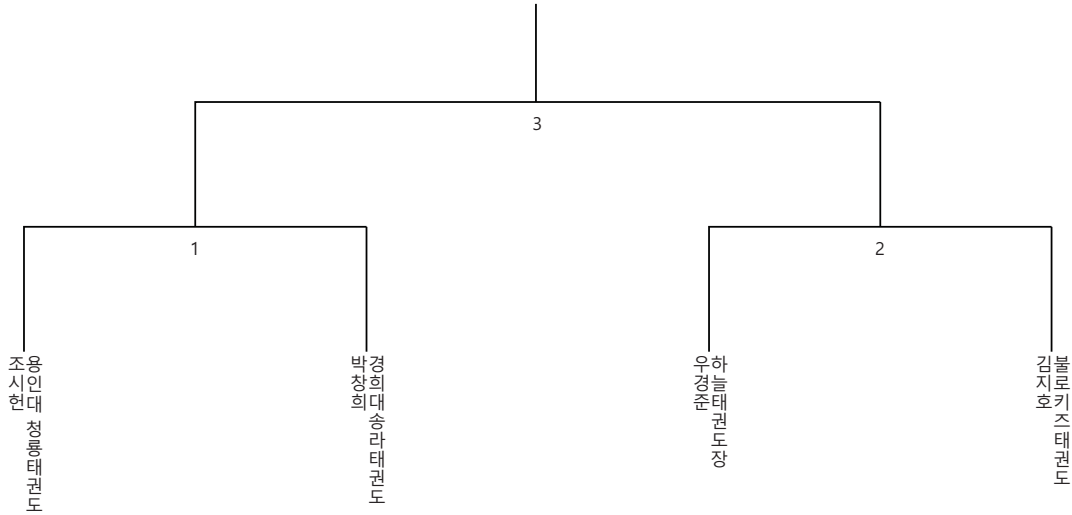 3
1
2
조시헌
용인대 청룡태권도
박창희
경희대송라태권도
우경준
하늘태권도장
김지호
불로키즈태권도